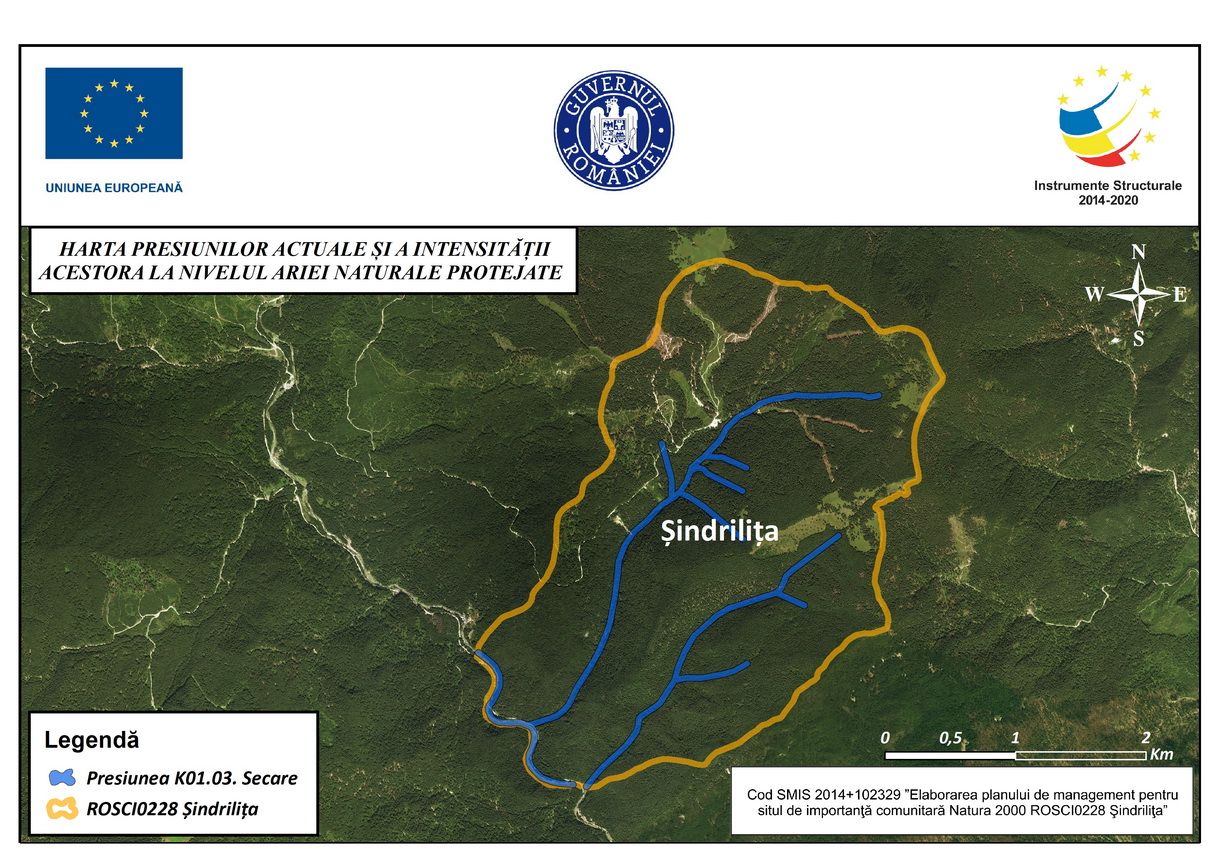 UNIUNEA EUROPEANĂ
GUVERNUL
ROMÂNIEI
Instrumente Structurale
2014-2020
HARTA PRESIUNILOR ACTUALE ȘI A INTENSITĂȚII
ACESTORA LA NIVELUL ARIEI NATURALE PROTEJATE
N
W E
S
Șindrilița
Legendă
Presiunea K01.03. Secare
ROSCI0228 Șindrilița
0 0,5 1 2
Km
Cod SMIS 2014+102329 ”Elaborarea planului de management pentru
situl de importanţă comunitară Natura 2000 ROSCI0228 Şindriliţa”